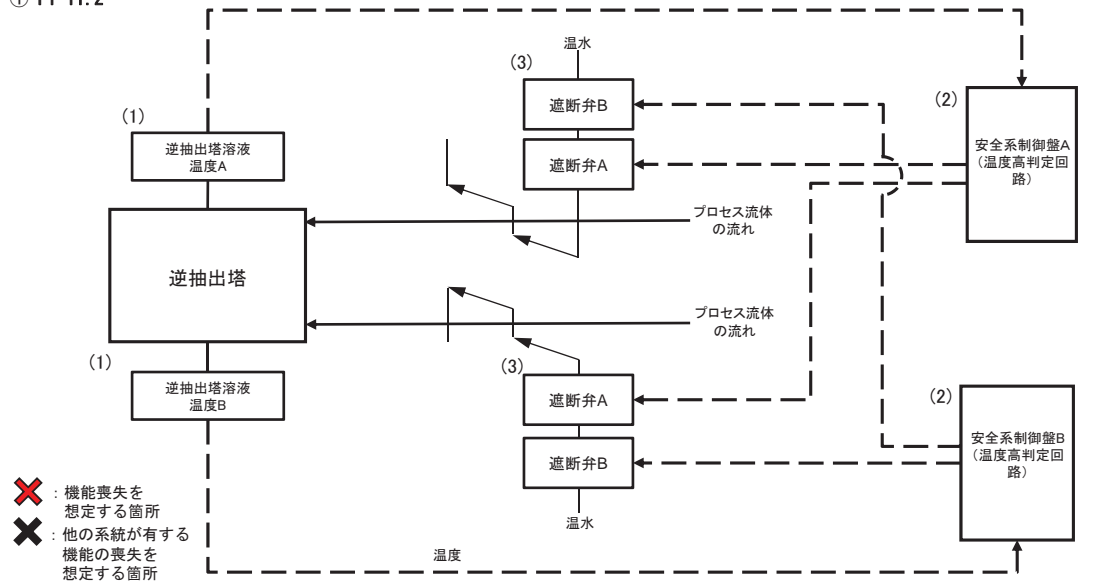 温水
(3)
遮断弁B
(2)
(1)
逆抽出塔溶液
温度A
遮断弁A
安全系制御盤A
(温度高判定回
路)
プロセス流体
の流れ
逆抽出塔
プロセス流体
の流れ
(1)
(3)
逆抽出塔溶液
温度B
遮断弁A
(2)
安全系制御盤B
(温度高判定回
路)
遮断弁B
:機能喪失を
想定する箇所
温水
:他の系統が有する
機能の喪失を
想定する箇所
温度